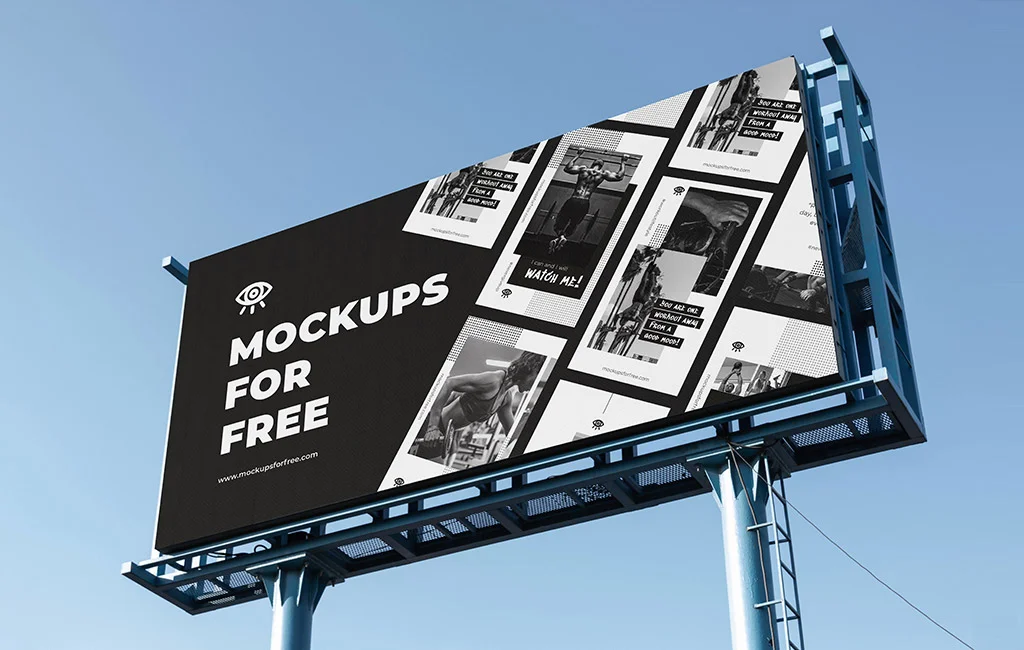 MOCKUPS
FOR
FREE
www.mockupsforfree.com
YOU ARE ONE
WORKOUT AWAY
FROM A
GOOD MOOD!
mockupsforfree.com
I can and I will
WATCH ME!
YOU ARE ONE
WORKOUT AWAY
FROM A
GOOD MOOD!
mockupsforfree.com
YOU ARE ONE
WORKOUT AWAY
FROM A
GOOD MOOD!
mockupsforfree.com
day,